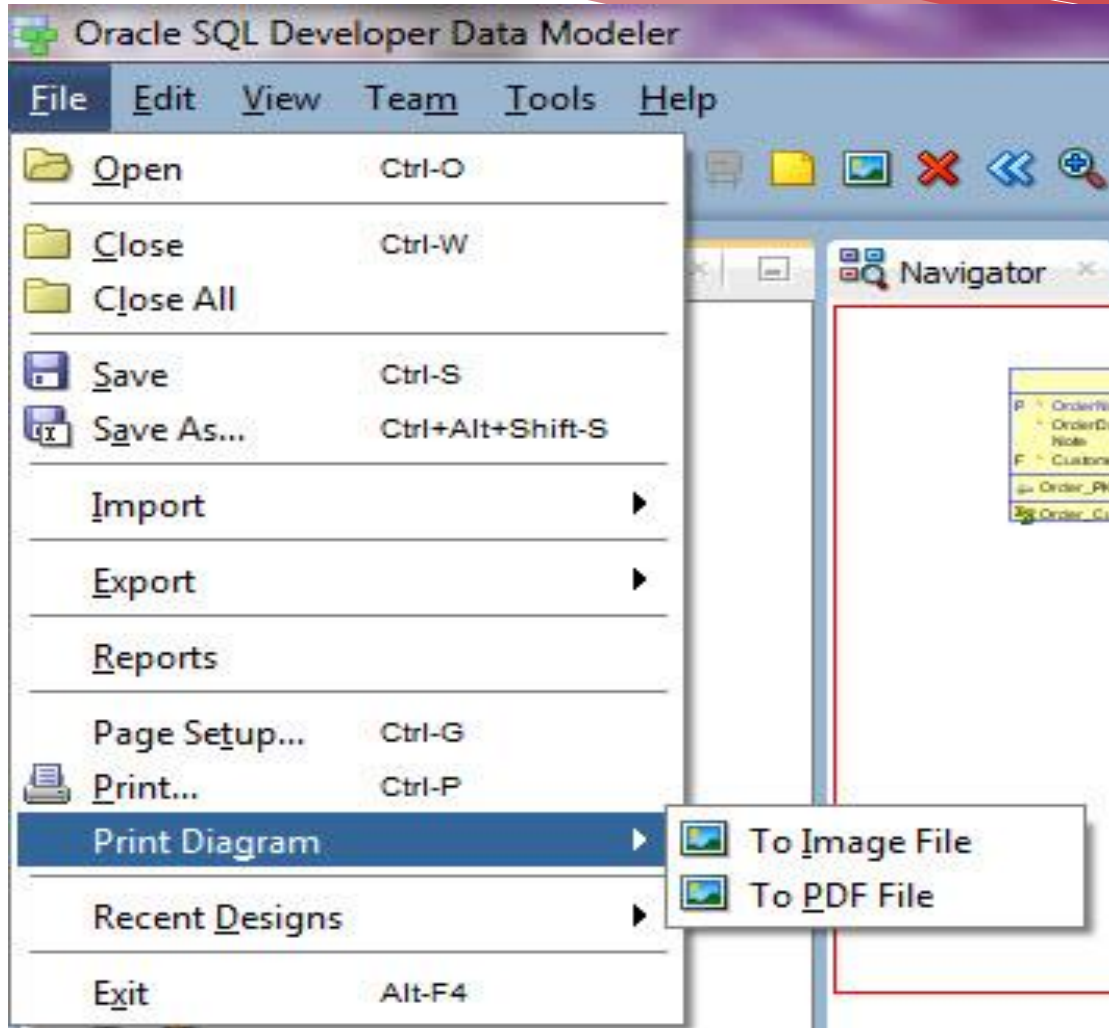 Oracle SQL Developer Data Modeler
File Edit View Team Tools Help
Open Ctrl-O
Close Ctrl-W
Close All
Save Ctrl-S
Save As... Ctrl+Alt+Shift-S
Import
Export
Reports
Page Setup... Ctrl-G
Print... Ctrl-P
Print Diagram
To Image File
To PDF File
Recent Designs
Exit Alt-F4
Navigator
P *
*
Note
F *